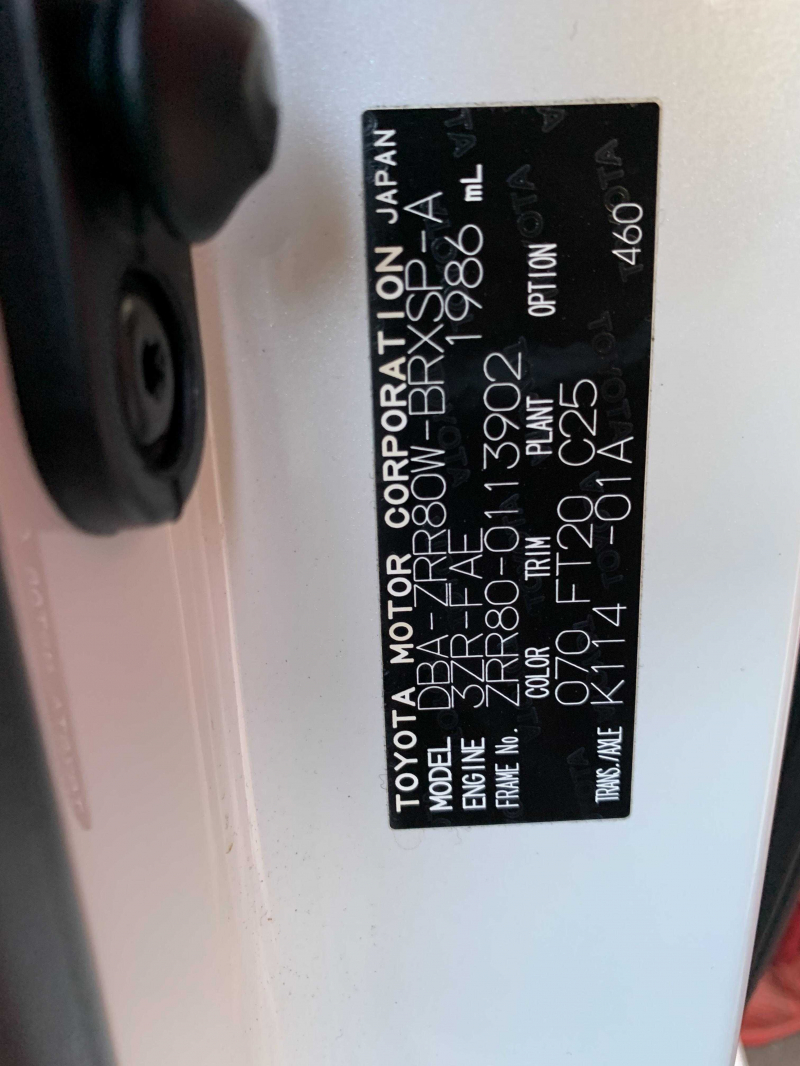 TOYOTA MOTOR CORPORATION JAPAN
MODEL DBA-ZRR80W-BRXSP-A
ENGINE 3ZR-FAE 1986 mL
FRAME No. ZRR80-0113902
COLOR TRIM PLANT OPTION
070 FT20 C25
TRANS./AXLE K114 -01A 460